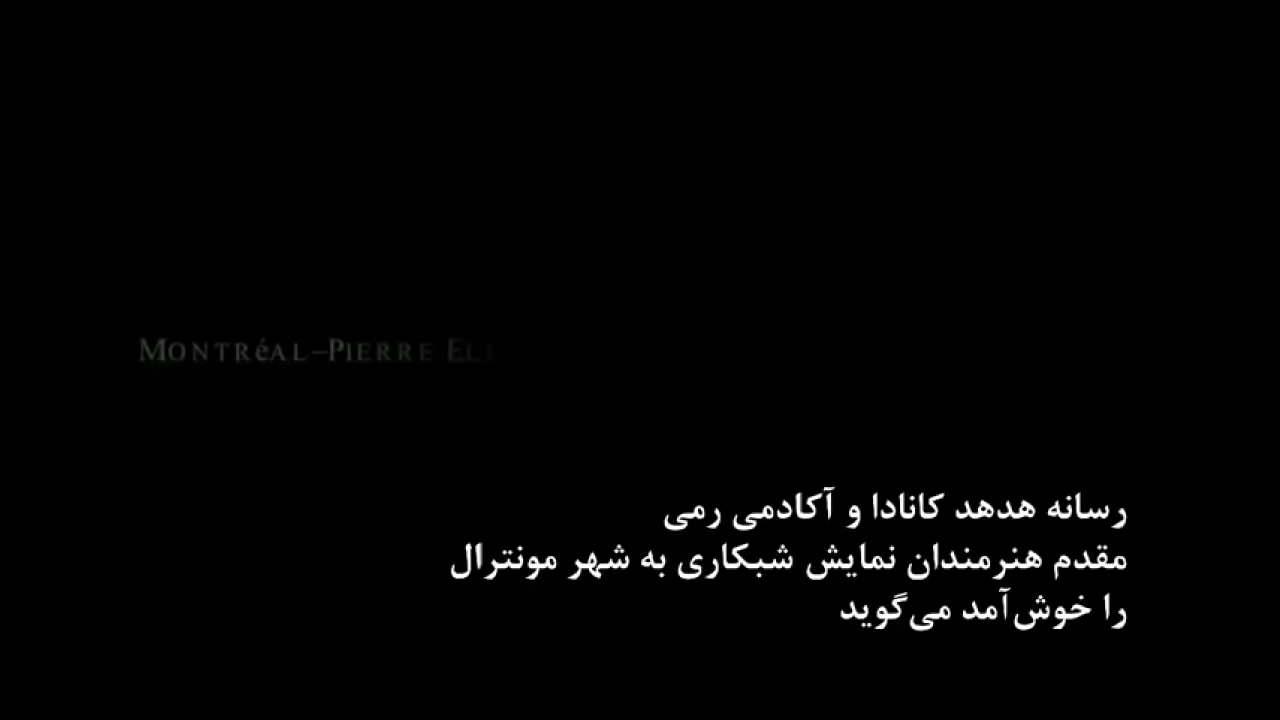 Montréal–Pierre El
رسانه هدهد کانادا و آکادمی رمی
مقدم هنرمندان نمایش شبکاری به شهر مونترال
را خوش‌آمد می‌گوید